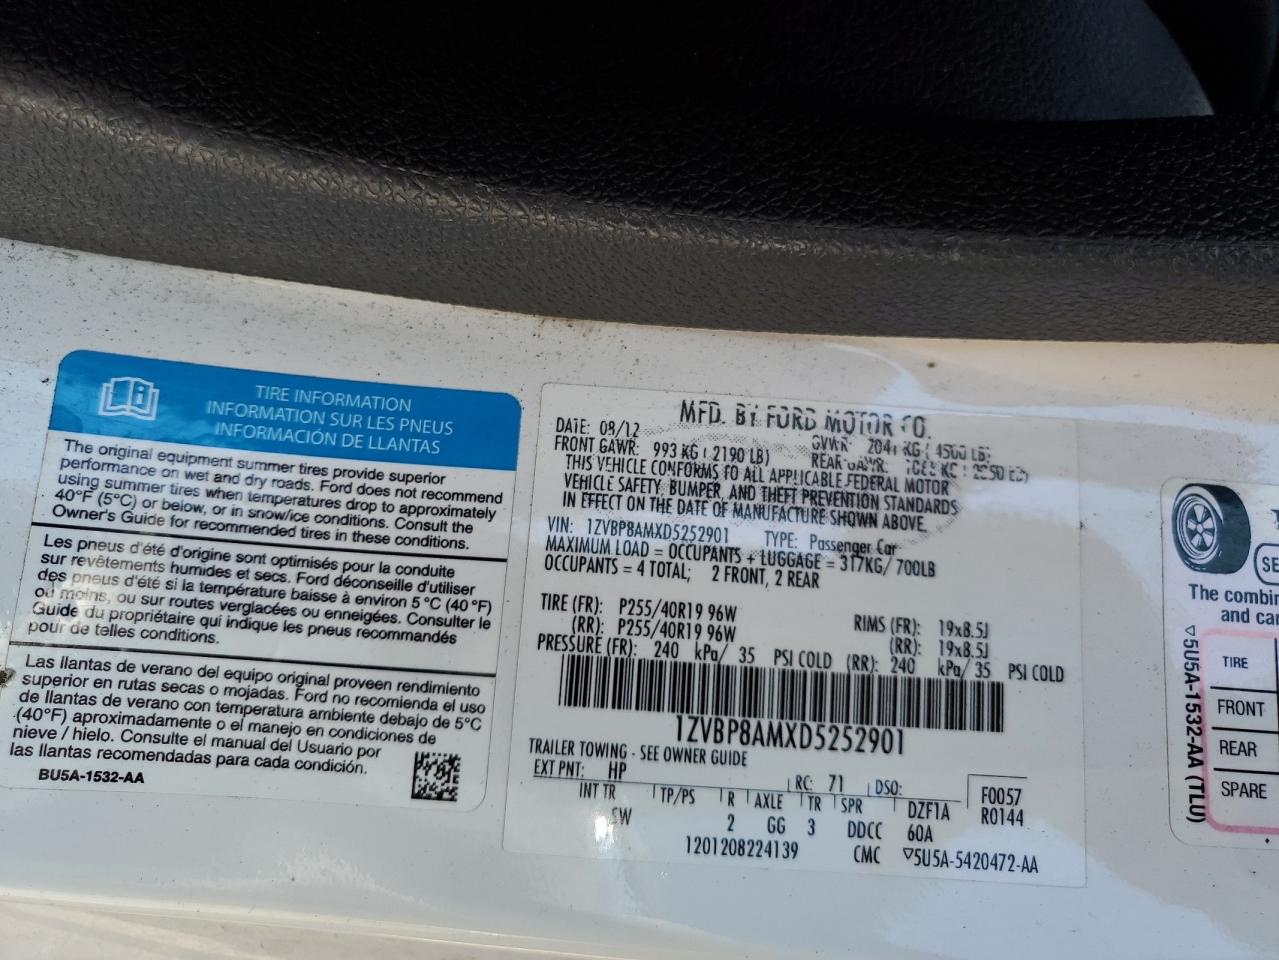 TIRE INFORMATION
INFORMATION SUR LES PNEUS
INFORMACIÓN DE LLANTAS
The original equipment summer tires provide superior
performance on wet and dry roads. Ford does not recommend
using summer tires when temperatures drop to approximately
40°F (5°C) or below, or in snow/ice conditions. Consult the
Owner's Guide for recommended tires in these conditions.
Les pneus d'été d'origine sont optimisés pour la conduite
sur revêtements humides et secs. Ford déconseille d'utiliser
des pneus d'été si la température baisse à environ 5 °C (40 °F)
ou moins, ou sur routes verglacées ou enneigées. Consulter le
Guide du propriétaire qui indique les pneus recommandés
pour de telles conditions.
Las llantas de verano del equipo original proveen rendimiento
superior en rutas secas o mojadas. Ford no recomienda el uso
de llantas de verano con temperatura ambiente debajo de 5°C
(40°F) aproximadamente o el manejo en condiciones de
nieve / hielo. Consulte el manual del Usuario por
las llantas recomendadas para cada condición.
BU5A-1532-AA
MFD. BY FORD MOTOR CO.
DATE: 08/12 GVWR: KG ( LB)
FRONT GAWR: 993 KG ( 2190 LB) REAR GAWR:
THIS VEHICLE CONFORMS TO ALL APPLICABLE FEDERAL MOTOR
VEHICLE SAFETY, BUMPER, AND THEFT PREVENTION STANDARDS
IN EFFECT ON THE DATE OF MANUFACTURE SHOWN ABOVE.
VIN: 1ZVBP8AMXD5252901 TYPE: Passenger Car
MAXIMUM LOAD = OCCUPANTS + LUGGAGE = 317KG/ 700LB
OCCUPANTS = 4 TOTAL; 2 FRONT, 2 REAR
TIRE (FR): P255/40R19 96W RIMS (FR): 19x8.5J
(RR): P255/40R19 96W (RR): 19x8.5J
PRESSURE (FR): 240 kPa/ 35 PSI COLD (RR): 240 kPa/ 35 PSI COLD
1ZVBP8AMXD5252901
TRAILER TOWING - SEE OWNER GUIDE
EXT PNT: HP RC: 71 DSO: F0057
INT TR TP/PS R AXLE TR SPR DZF1A R0144
SW 2 GG 3 DDCC 60A
1201208224139 CMC ▽5U5A-5420472-AA
The combin
and car
TIRE
FRONT
REAR
SPARE
▽5U5A-1532-AA (TLU)